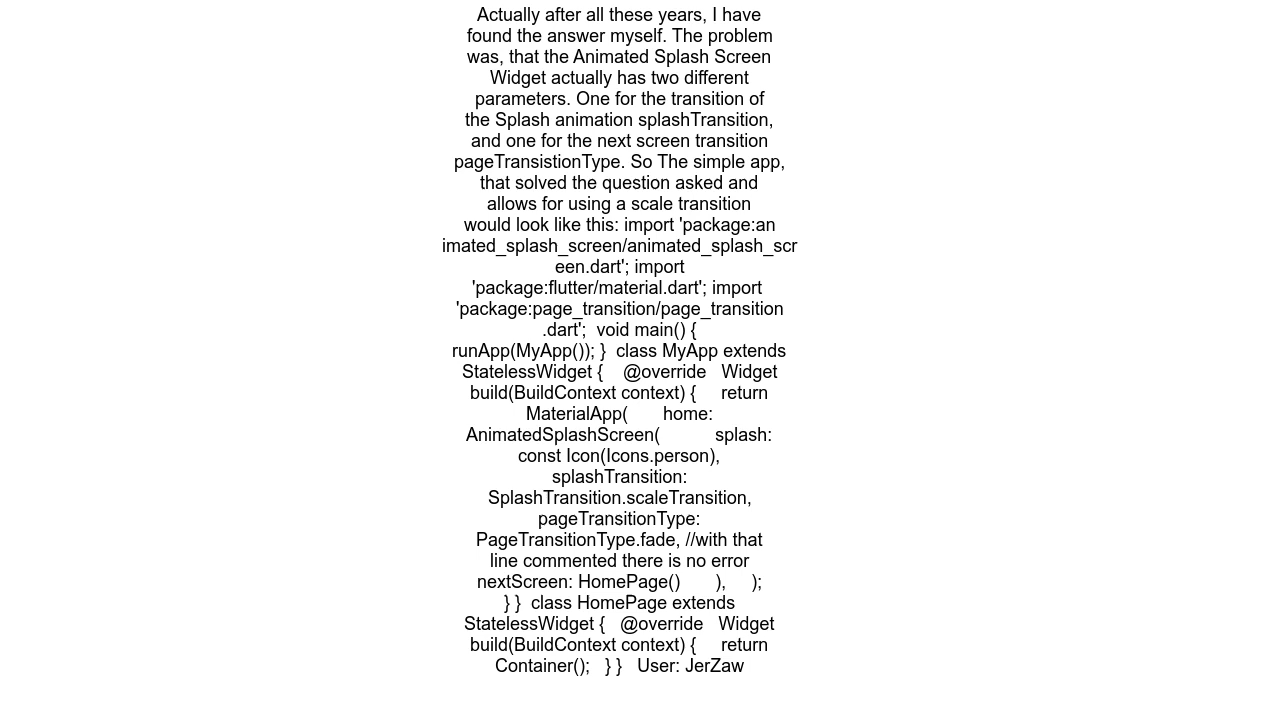 Actually after all these years, I have
found the answer myself. The problem
was, that the Animated Splash Screen
Widget actually has two different
parameters. One for the transition of
the Splash animation splashTransition,
and one for the next screen transition
pageTransistionType. So The simple app,
that solved the question asked and
allows for using a scale transition
would look like this: import 'package:an
imated_splash_screen/animated_splash_scr
een.dart'; import
'package:flutter/material.dart'; import
'package:page_transition/page_transition
.dart';  void main() {
runApp(MyApp()); }  class MyApp extends
StatelessWidget {    @override   Widget
build(BuildContext context) {     return
MaterialApp(       home:
AnimatedSplashScreen(           splash:
const Icon(Icons.person),
splashTransition:
SplashTransition.scaleTransition,
pageTransitionType:
PageTransitionType.fade, //with that
line commented there is no error
nextScreen: HomePage()       ),     );
} }  class HomePage extends
StatelessWidget {   @override   Widget
build(BuildContext context) {     return
Container();   } }   User: JerZaw